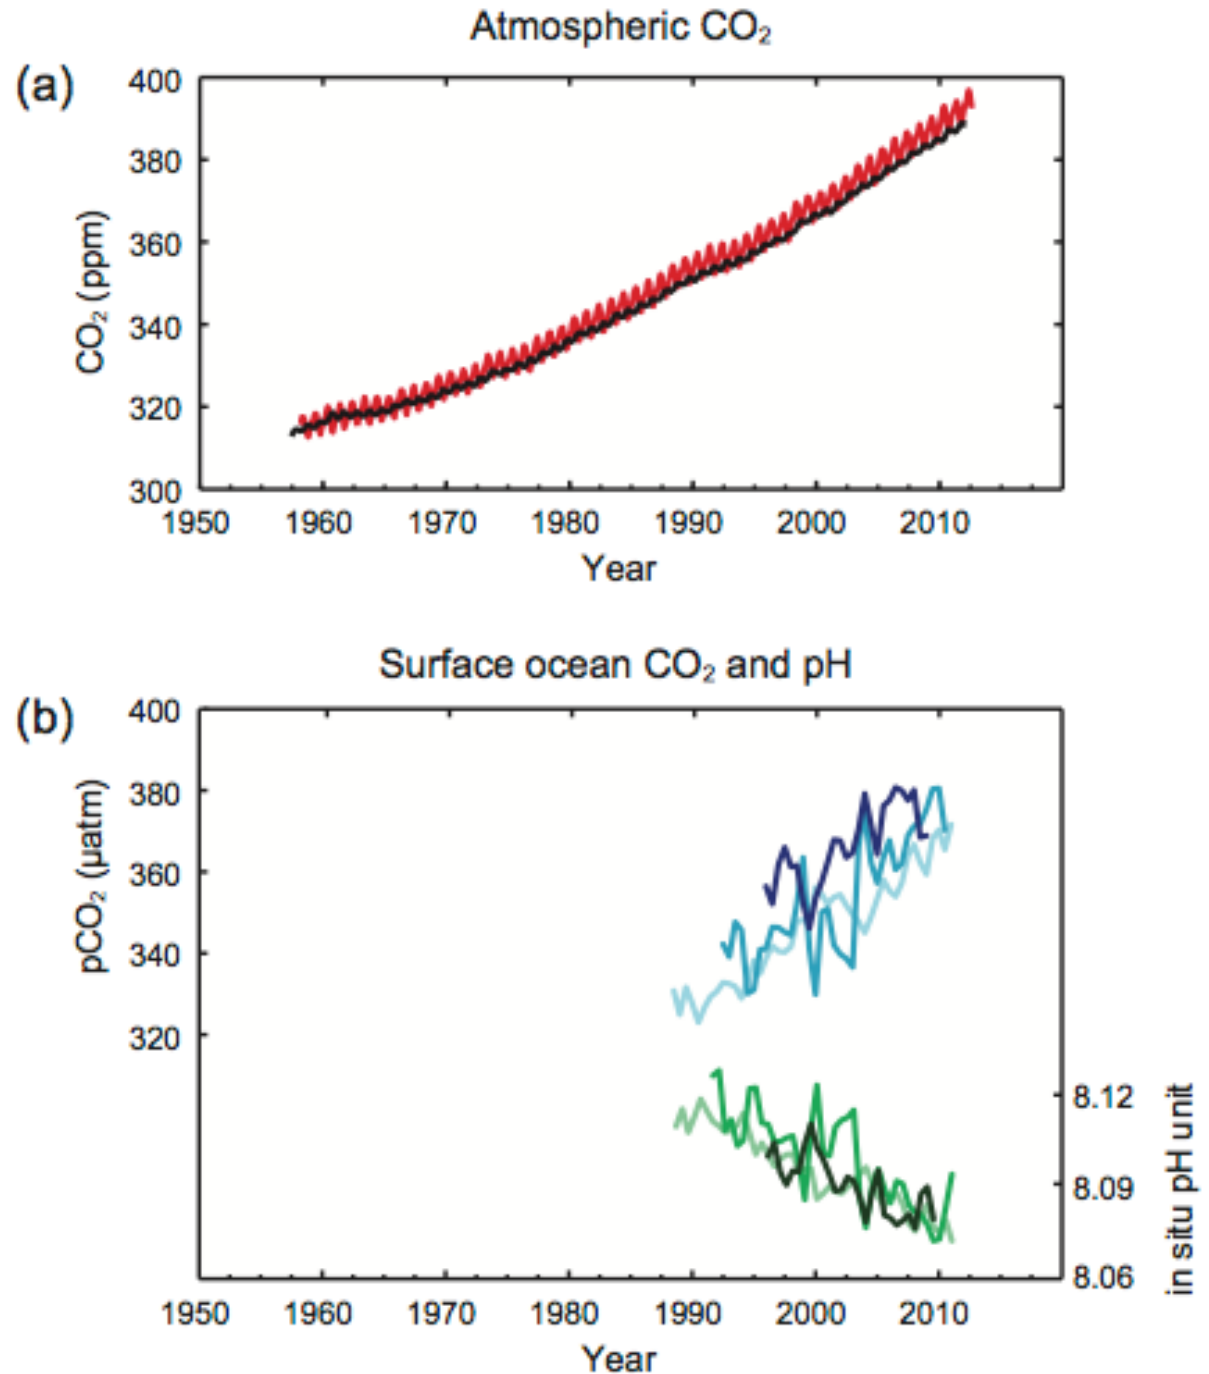 Atmospheric CO₂
(a)
400
380
360
340
320
300
CO₂ (ppm)
1950 1960 1970 1980 1990 2000 2010
Year
Surface ocean CO₂ and pH
(b)
400
380
360
340
320
pCO₂ (µatm)
8.12
8.09
8.06
in situ pH unit
1950 1960 1970 1980 1990 2000 2010
Year